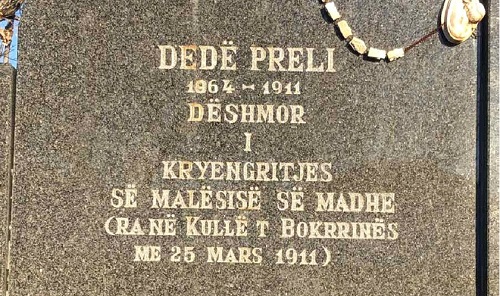 DEDË PRELI
1964 - 1911
DËSHMOR
I
KRYENGRITJES
SË MALËSISË SË MADHE
(RA NË KULLË T BOKRRINËS
ME 25 MARS 1911)